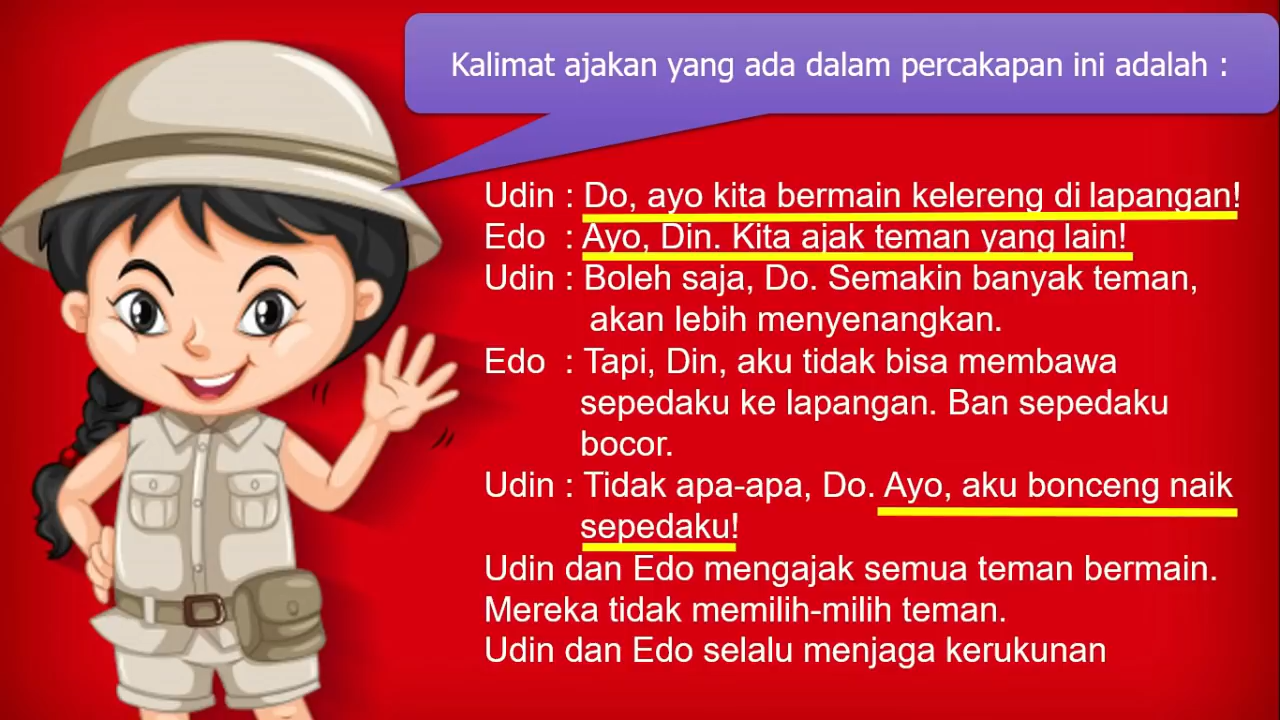 Kalimat ajakan yang ada dalam percakapan ini adalah :
Udin : Do, ayo kita bermain kelereng di lapangan!
Edo : Ayo, Din. Kita ajak teman yang lain!
Udin : Boleh saja, Do. Semakin banyak teman,
akan lebih menyenangkan.
Edo : Tapi, Din, aku tidak bisa membawa
sepedaku ke lapangan. Ban sepedaku
bocor.
Udin : Tidak apa-apa, Do. Ayo, aku bonceng naik
sepedaku!
Udin dan Edo mengajak semua teman bermain.
Mereka tidak memilih-milih teman.
Udin dan Edo selalu menjaga kerukunan